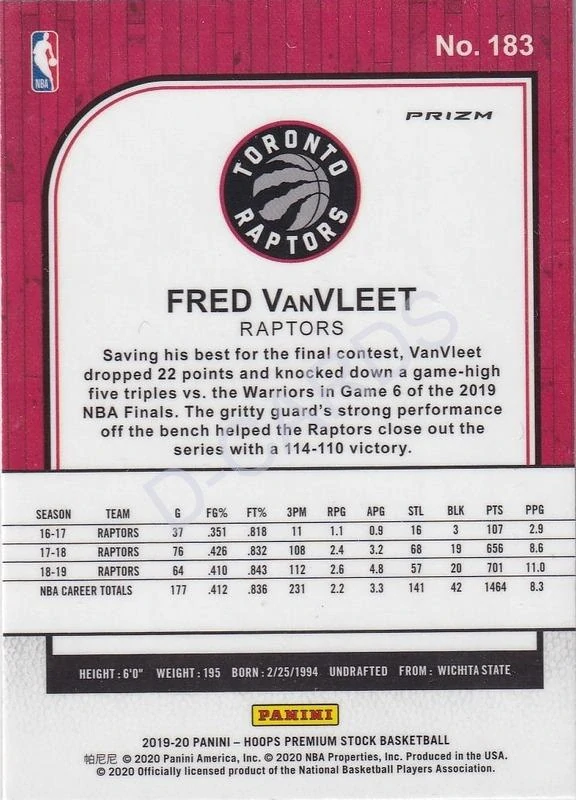 No. 183
NBA
PRIZM
TORONTO
RAPTORS
FRED VANVLEET
RAPTORS
Saving his best for the final contest, VanVleet
dropped 22 points and knocked down a game-high
five triples vs. the Warriors in Game 6 of the 2019
NBA Finals. The gritty guard's strong performance
off the bench helped the Raptors close out the
series with a 114-110 victory.
D-CARDS
SEASON TEAM G FG% FT% 3PM RPG APG STL BLK PTS PPG
16-17 RAPTORS 37 .351 .818 11 1.1 0.9 16 3 107 2.9
17-18 RAPTORS 76 .426 .832 108 2.4 3.2 68 19 656 8.6
18-19 RAPTORS 64 .410 .843 112 2.6 4.8 57 20 701 11.0
NBA CAREER TOTALS 177 .412 .836 231 2.2 3.3 141 42 1464 8.3
HEIGHT: 6'0" WEIGHT: 195 BORN: 2/25/1994 UNDRAFTED FROM: WICHITA STATE
PANINI
2019-20 PANINI – HOOPS PREMIUM STOCK BASKETBALL
帕尼尼 © 2020 Panini America, Inc. © 2020 NBA Properties, Inc. Produced in the USA.
© 2020 Officially licensed product of the National Basketball Players Association.